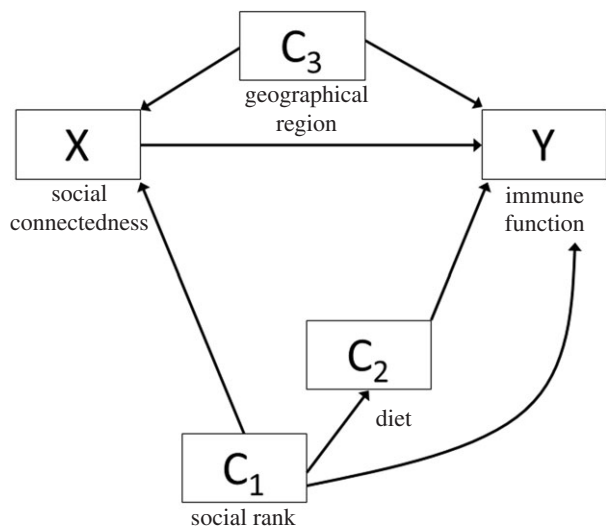 C₃
geographical
region
X
social
connectedness
Y
immune
function
C₂
diet
C₁
social rank